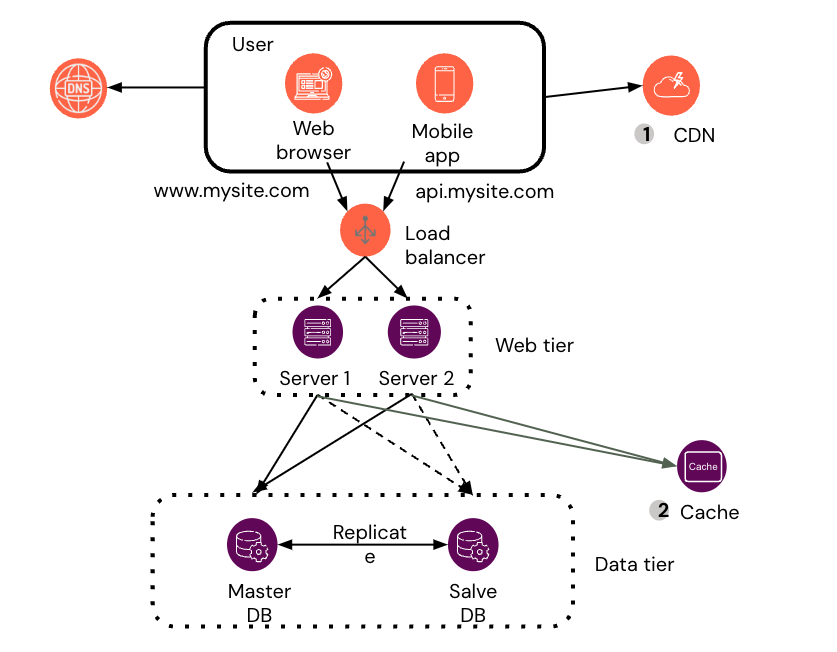 User
DNS
Web
browser
Mobile
app
1 CDN
www.mysite.com
api.mysite.com
Load
balancer
Web tier
Server 1
Server 2
Cache
2 Cache
Replicat
e
Data tier
Master
DB
Salve
DB